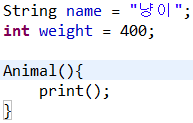 String name = "냥이";
int weight = 400;
Animal(){
print();
}